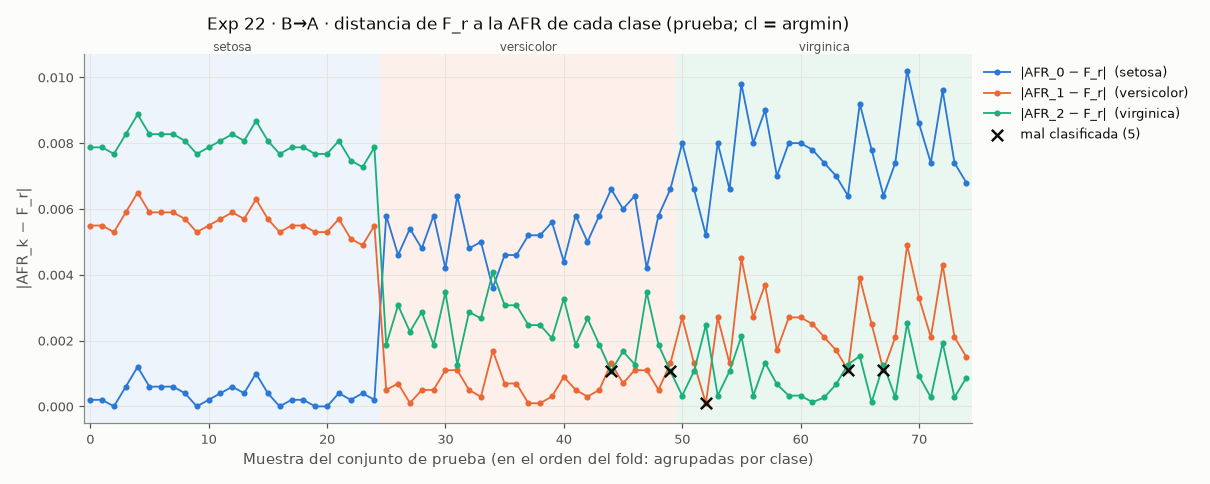 Exp 22 · B→A · distancia de F_r a la AFR de cada clase (prueba; cl = argmin)
setosa
versicolor
virginica
|AFR_0 − F_r| (setosa)
|AFR_1 − F_r| (versicolor)
|AFR_2 − F_r| (virginica)
mal clasificada (5)
|AFR_k − F_r|
0.010
0.008
0.006
0.004
0.002
0.000
0 10 20 30 40 50 60 70
Muestra del conjunto de prueba (en el orden del fold: agrupadas por clase)